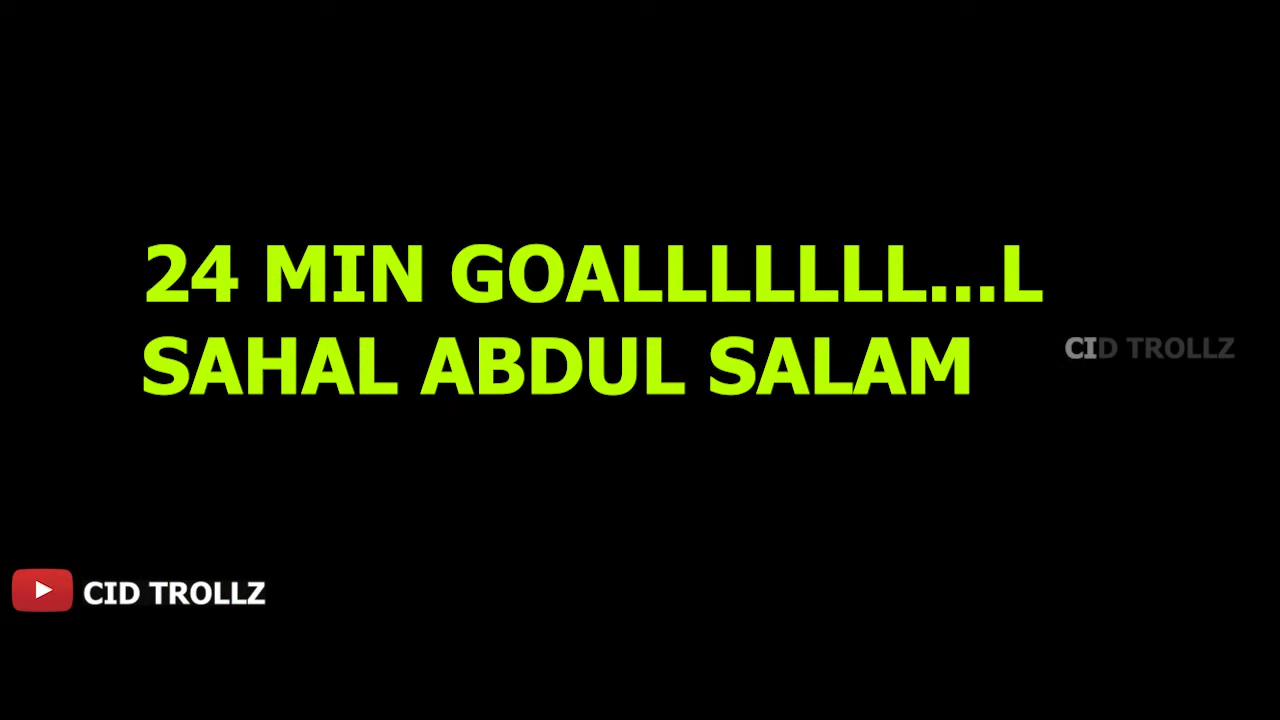 24 MIN GOALLLLLLL...L
SAHAL ABDUL SALAM
CID TROLLZ
CID TROLLZ